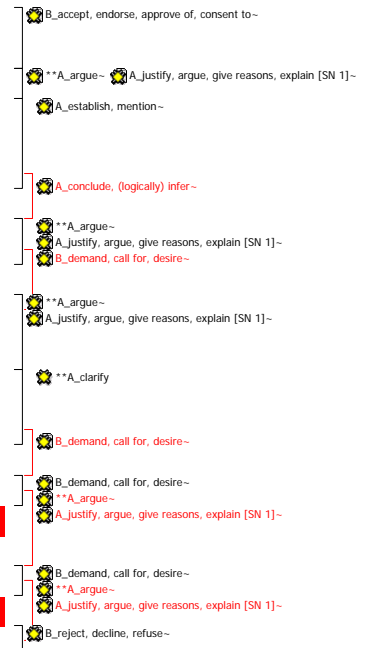 B_accept, endorse, approve of, consent to~
**A_argue~ A_justify, argue, give reasons, explain [SN 1]~
A_establish, mention~
A_conclude, (logically) infer~
**A_argue~
A_justify, argue, give reasons, explain [SN 1]~
B_demand, call for, desire~
**A_argue~
A_justify, argue, give reasons, explain [SN 1]~
**A_clarify
B_demand, call for, desire~
B_demand, call for, desire~
**A_argue~
A_justify, argue, give reasons, explain [SN 1]~
B_demand, call for, desire~
**A_argue~
A_justify, argue, give reasons, explain [SN 1]~
B_reject, decline, refuse~